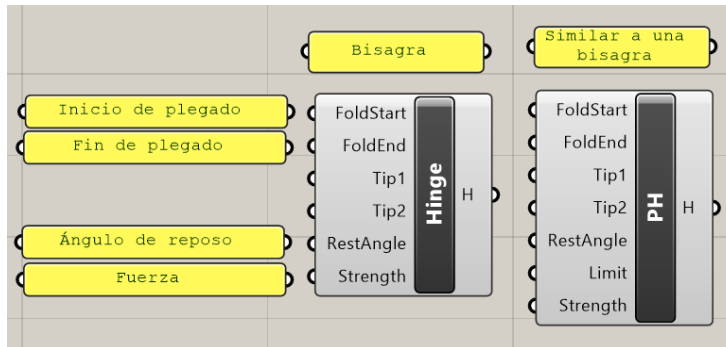 Bisagra
Similar a una
bisagra
Inicio de plegado
Fin de plegado
Ángulo de reposo
Fuerza
FoldStart
FoldEnd
Tip1
Tip2
RestAngle
Strength
Hinge
H
FoldStart
FoldEnd
Tip1
Tip2
RestAngle
Limit
Strength
PH
H